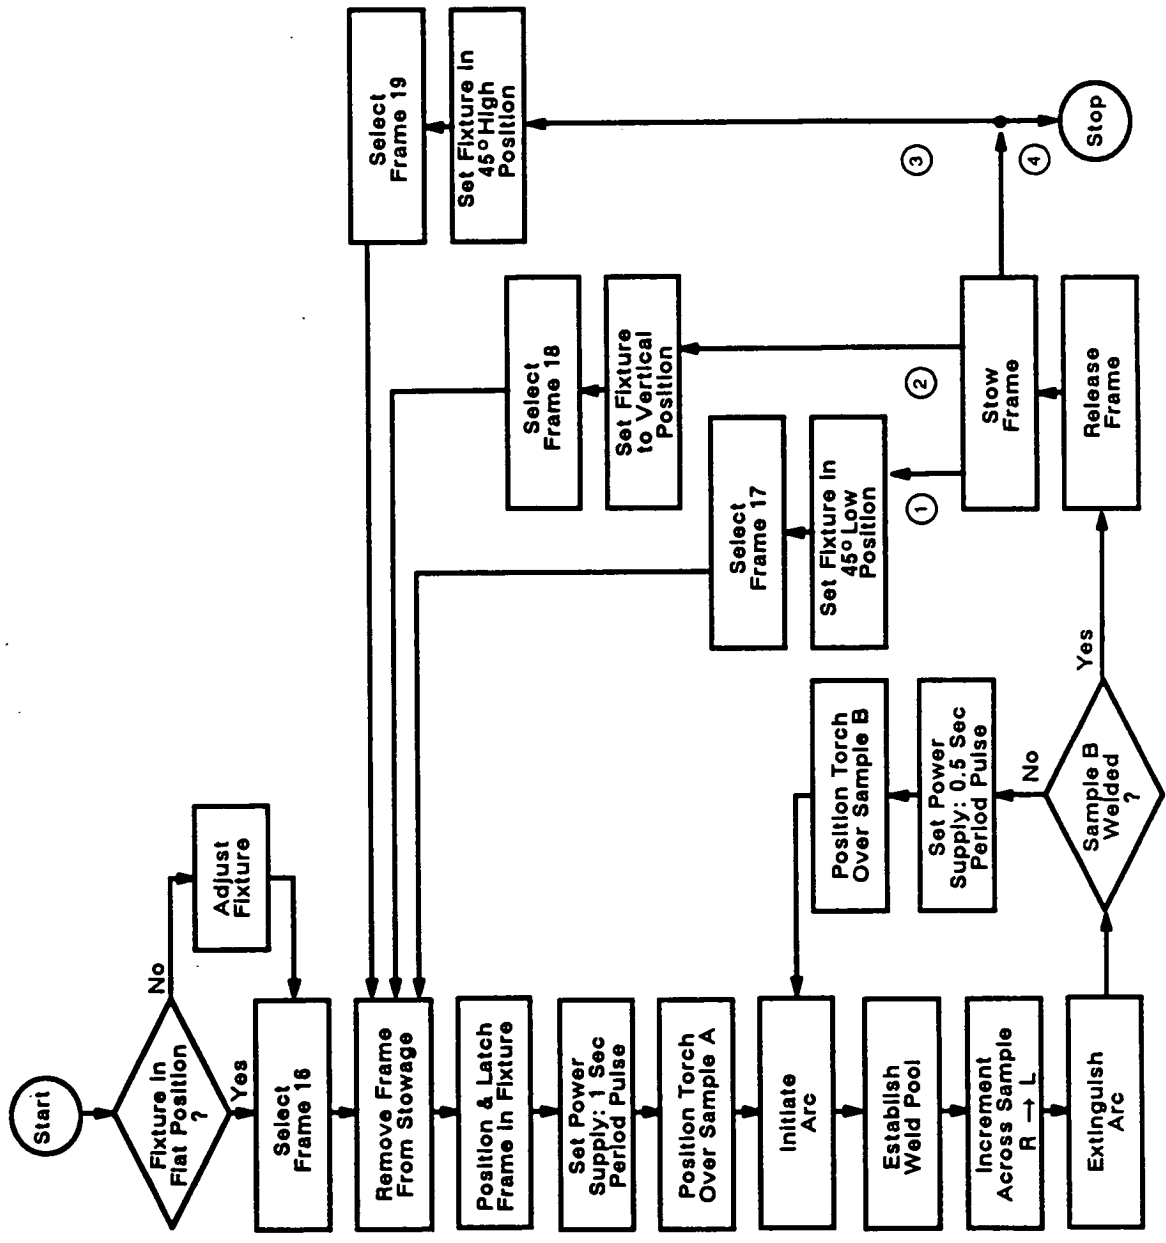 Start
Fixture In
Flat Position
?
No
Yes
Adjust
Fixture
Select
Frame 16
Remove Frame
From Stowage
Position & Latch
Frame in Fixture
Set Power
Supply: 1 Sec
Period Pulse
Position Torch
Over Sample A
Initiate
Arc
Establish
Weld Pool
Increment
Across Sample
R → L
Extinguish
Arc
Sample B
Welded
?
No
Yes
Set Power
Supply: 0.5 Sec
Period Pulse
Position Torch
Over Sample B
Release
Frame
Stow
Frame
1
Set Fixture In
45° Low
Position
Select
Frame 17
2
Set Fixture
to Vertical
Position
Select
Frame 18
3
Set Fixture In
45° High
Position
Select
Frame 19
4
Stop